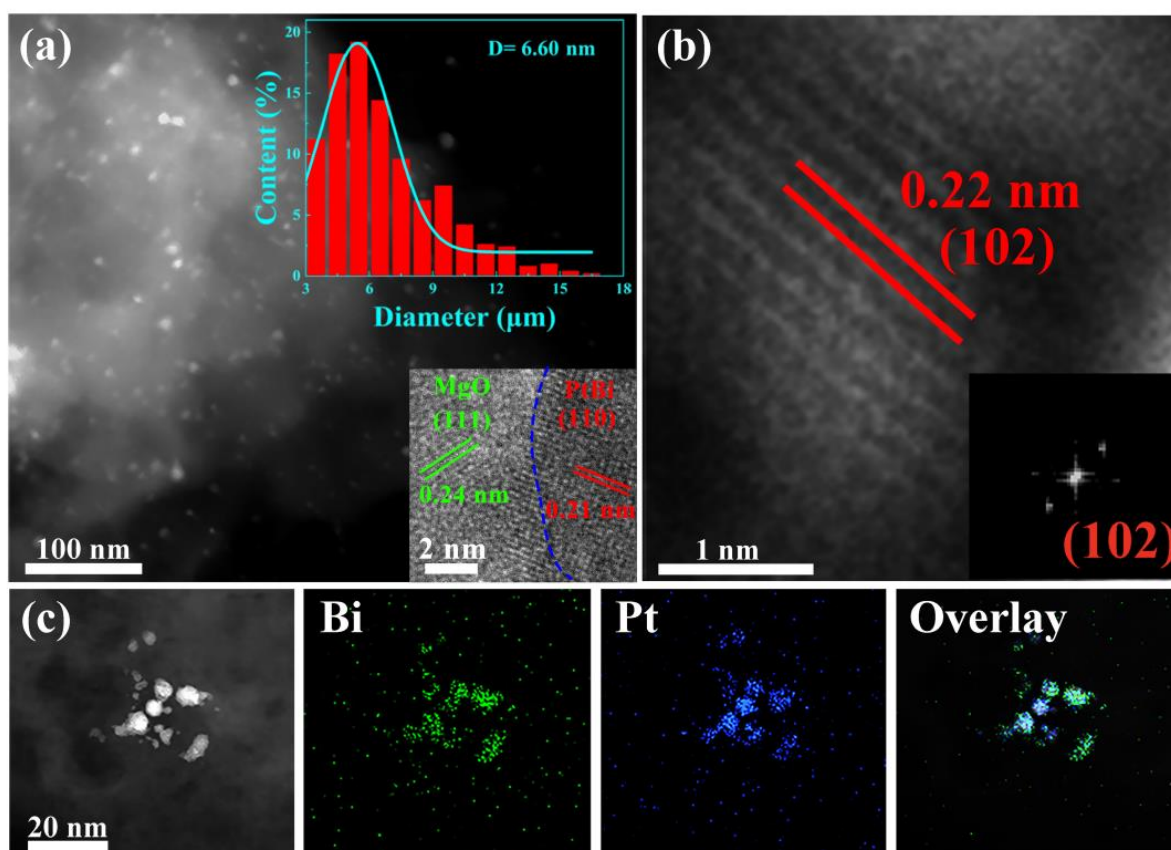 (a)
20
15
10
5
0
Content (%)
D= 6.60 nm
3 6 9 12 15 18
Diameter (μm)
MgO
(111)
0.24 nm
PtBi
(110)
0.21 nm
2 nm
100 nm
(b)
0.22 nm
(102)
(102)
1 nm
(c)
20 nm
Bi
Pt
Overlay